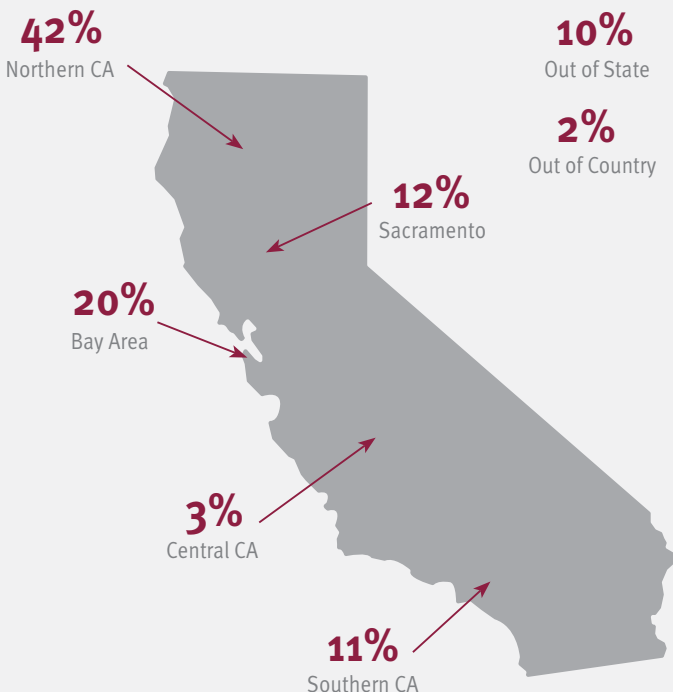 42%
Northern CA
10%
Out of State
2%
Out of Country
12%
Sacramento
20%
Bay Area
3%
Central CA
11%
Southern CA